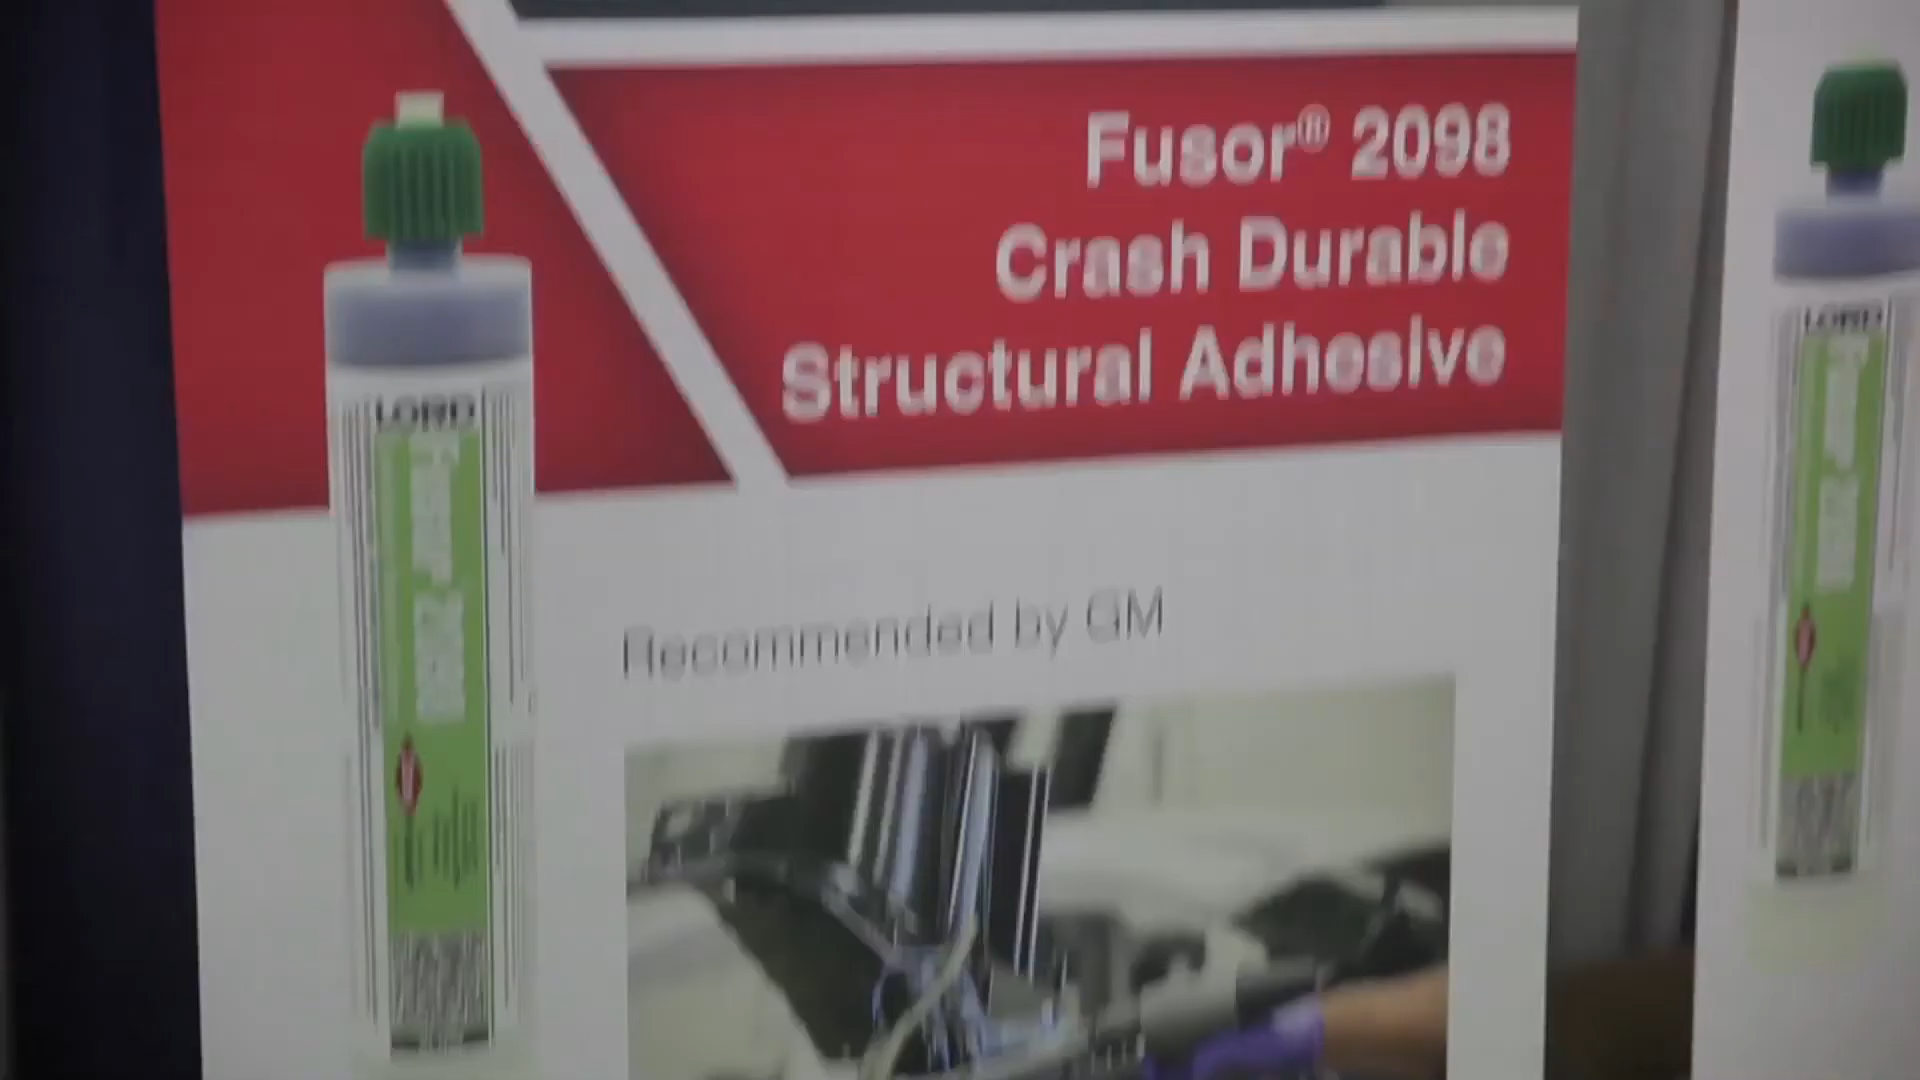 Fusor® 2098
Crash Durable
Structural Adhesive
LORD
Recommended by GM
LORD